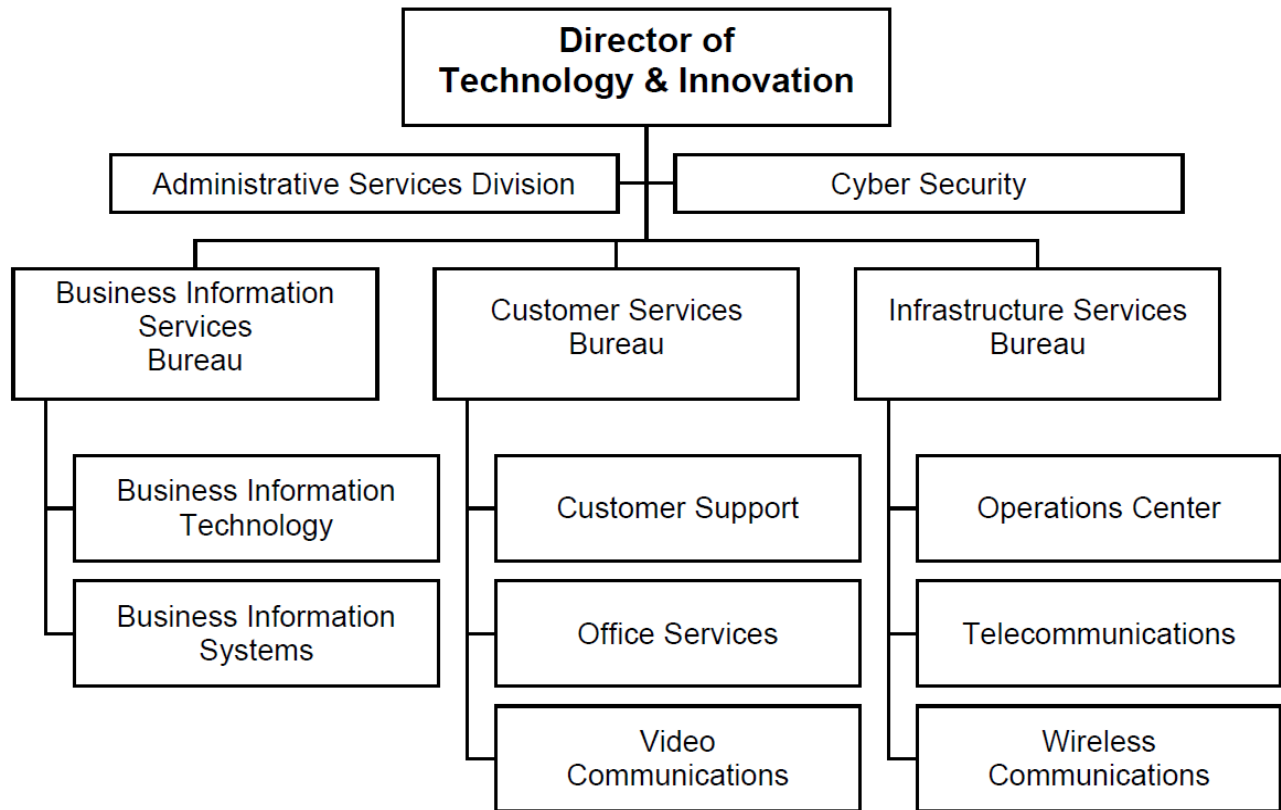 Director of
Technology & Innovation
Administrative Services Division
Cyber Security
Business Information
Services
Bureau
Customer Services
Bureau
Infrastructure Services
Bureau
Business Information
Technology
Customer Support
Operations Center
Business Information
Systems
Office Services
Telecommunications
Video
Communications
Wireless
Communications